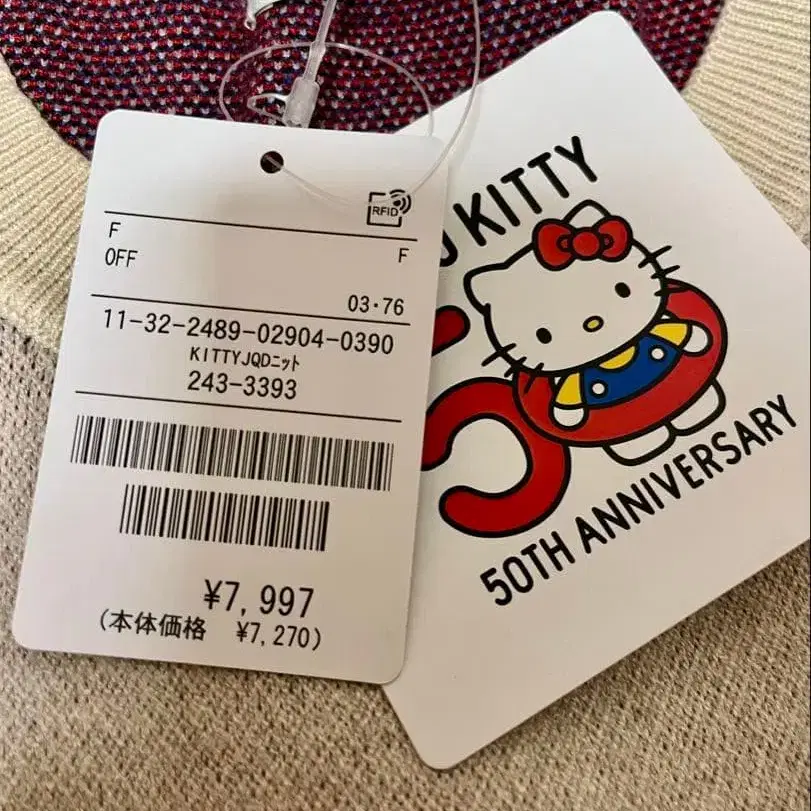 RFID
F
OFF
F
03・76
11-32-2489-02904-0390
KITTYJQDニット
243-3393
¥7,997
(本体価格 ¥7,270)
KITTY
50TH ANNIVERSARY